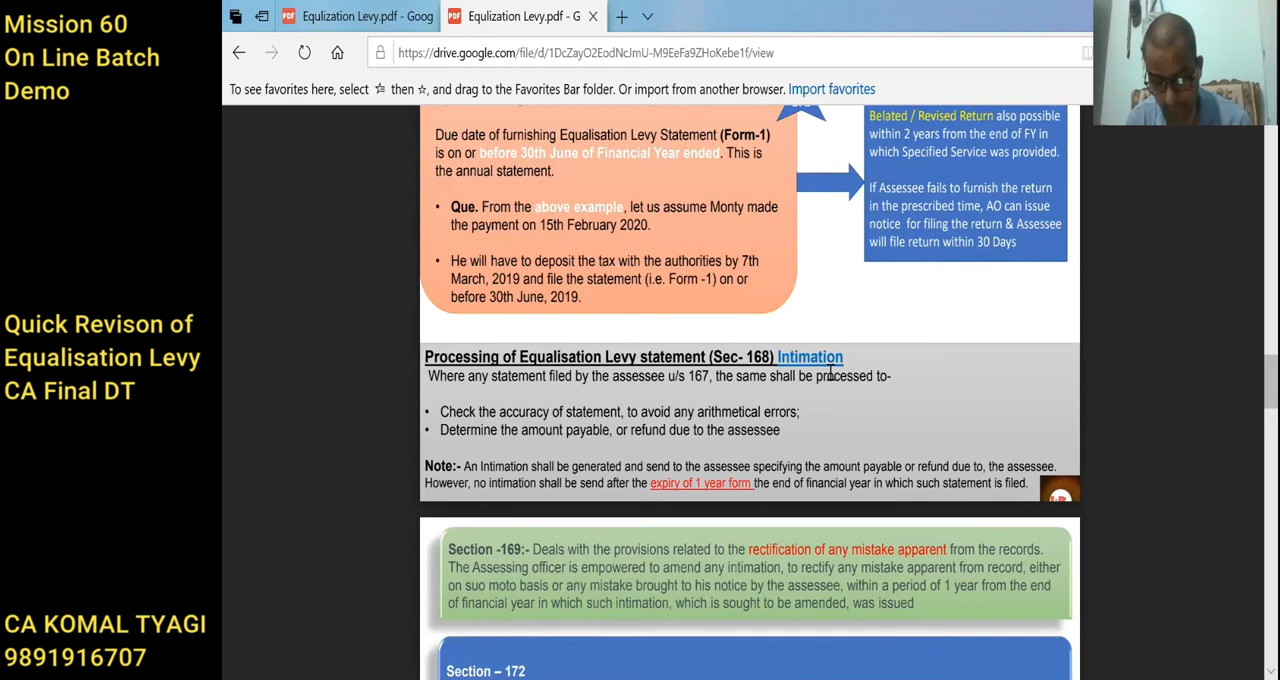 Mission 60
On Line Batch
Demo
Quick Revison of
Equalisation Levy
CA Final DT
CA KOMAL TYAGI
9891916707
Equlization Levy.pdf - Goog
Equlization Levy.pdf - G
https://drive.google.com/file/d/1DcZayO2EodNcJmU-M9EeFa9ZHoKebe1f/view
To see favorites here, select ☆ then ☆, and drag to the Favorites Bar folder. Or import from another browser. Import favorites
Due date of furnishing Equalisation Levy Statement (Form-1)
is on or before 30th June of Financial Year ended. This is
the annual statement.
• Que. From the above example, let us assume Monty made
the payment on 15th February 2020.
• He will have to deposit the tax with the authorities by 7th
March, 2019 and file the statement (i.e. Form -1) on or
before 30th June, 2019.
Belated / Revised Return also possible
within 2 years from the end of FY in
which Specified Service was provided.
If Assessee fails to furnish the return
in the prescribed time, AO can issue
notice for filing the return & Assessee
will file return within 30 Days
Processing of Equalisation Levy statement (Sec- 168) Intimation
Where any statement filed by the assessee u/s 167, the same shall be processed to-
• Check the accuracy of statement, to avoid any arithmetical errors;
• Determine the amount payable, or refund due to the assessee
Note:- An Intimation shall be generated and send to the assessee specifying the amount payable or refund due to, the assessee.
However, no intimation shall be send after the expiry of 1 year form the end of financial year in which such statement is filed.
Section -169:- Deals with the provisions related to the rectification of any mistake apparent from the records.
The Assessing officer is empowered to amend any intimation, to rectify any mistake apparent from record, either
on suo moto basis or any mistake brought to his notice by the assessee, within a period of 1 year from the end
of financial year in which such intimation, which is sought to be amended, was issued
Section – 172